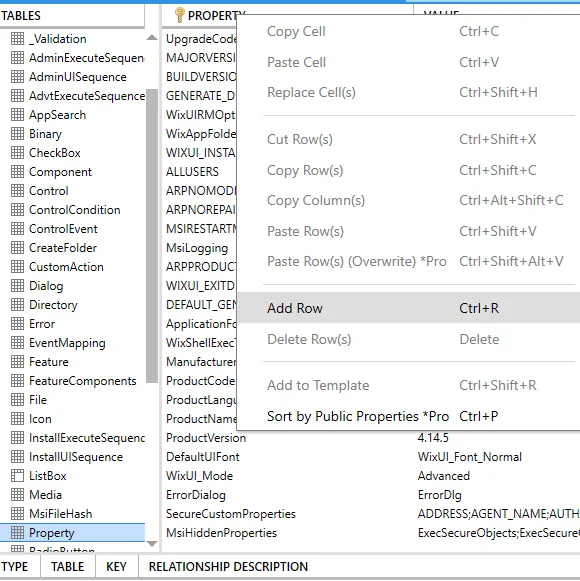 TABLES
_Validation
AdminExecuteSequen
AdminUISequence
AdvtExecuteSequence
AppSearch
Binary
CheckBox
Component
Control
ControlCondition
ControlEvent
CreateFolder
CustomAction
Dialog
Directory
Error
EventMapping
Feature
FeatureComponents
File
Icon
InstallExecuteSequenc
InstallUISequence
ListBox
Media
MsiFileHash
Property
RadioButton
PROPERTY VALUE
UpgradeCode
MAJORVERSI
BUILDVERSIO
GENERATE_D
WixUIRMOpt
WixAppFolde
WIXUI_INSTA
ALLUSERS
ARPNOMODI
ARPNOREPAI
MSIRESTARTM
MsiLogging
ARPPRODUCT
WIXUI_EXITD
DEFAULT_GEN
ApplicationFo
WixShellExecT
Manufacturer
ProductCode
ProductLangu
ProductName
ProductVersion 4.14.5
DefaultUIFont WixUI_Font_Normal
WixUI_Mode Advanced
ErrorDialog ErrorDlg
SecureCustomProperties ADDRESS;AGENT_NAME;AUTH
MsiHiddenProperties ExecSecureObjects;ExecSecureO
Copy Cell Ctrl+C
Paste Cell Ctrl+V
Replace Cell(s) Ctrl+Shift+H
Cut Row(s) Ctrl+Shift+X
Copy Row(s) Ctrl+Shift+C
Copy Column(s) Ctrl+Alt+Shift+C
Paste Row(s) Ctrl+Shift+V
Paste Row(s) (Overwrite) *Pro Ctrl+Shift+Alt+V
Add Row Ctrl+R
Delete Row(s) Delete
Add to Template Ctrl+Shift+R
Sort by Public Properties *Pro Ctrl+P
TYPE TABLE KEY RELATIONSHIP DESCRIPTION